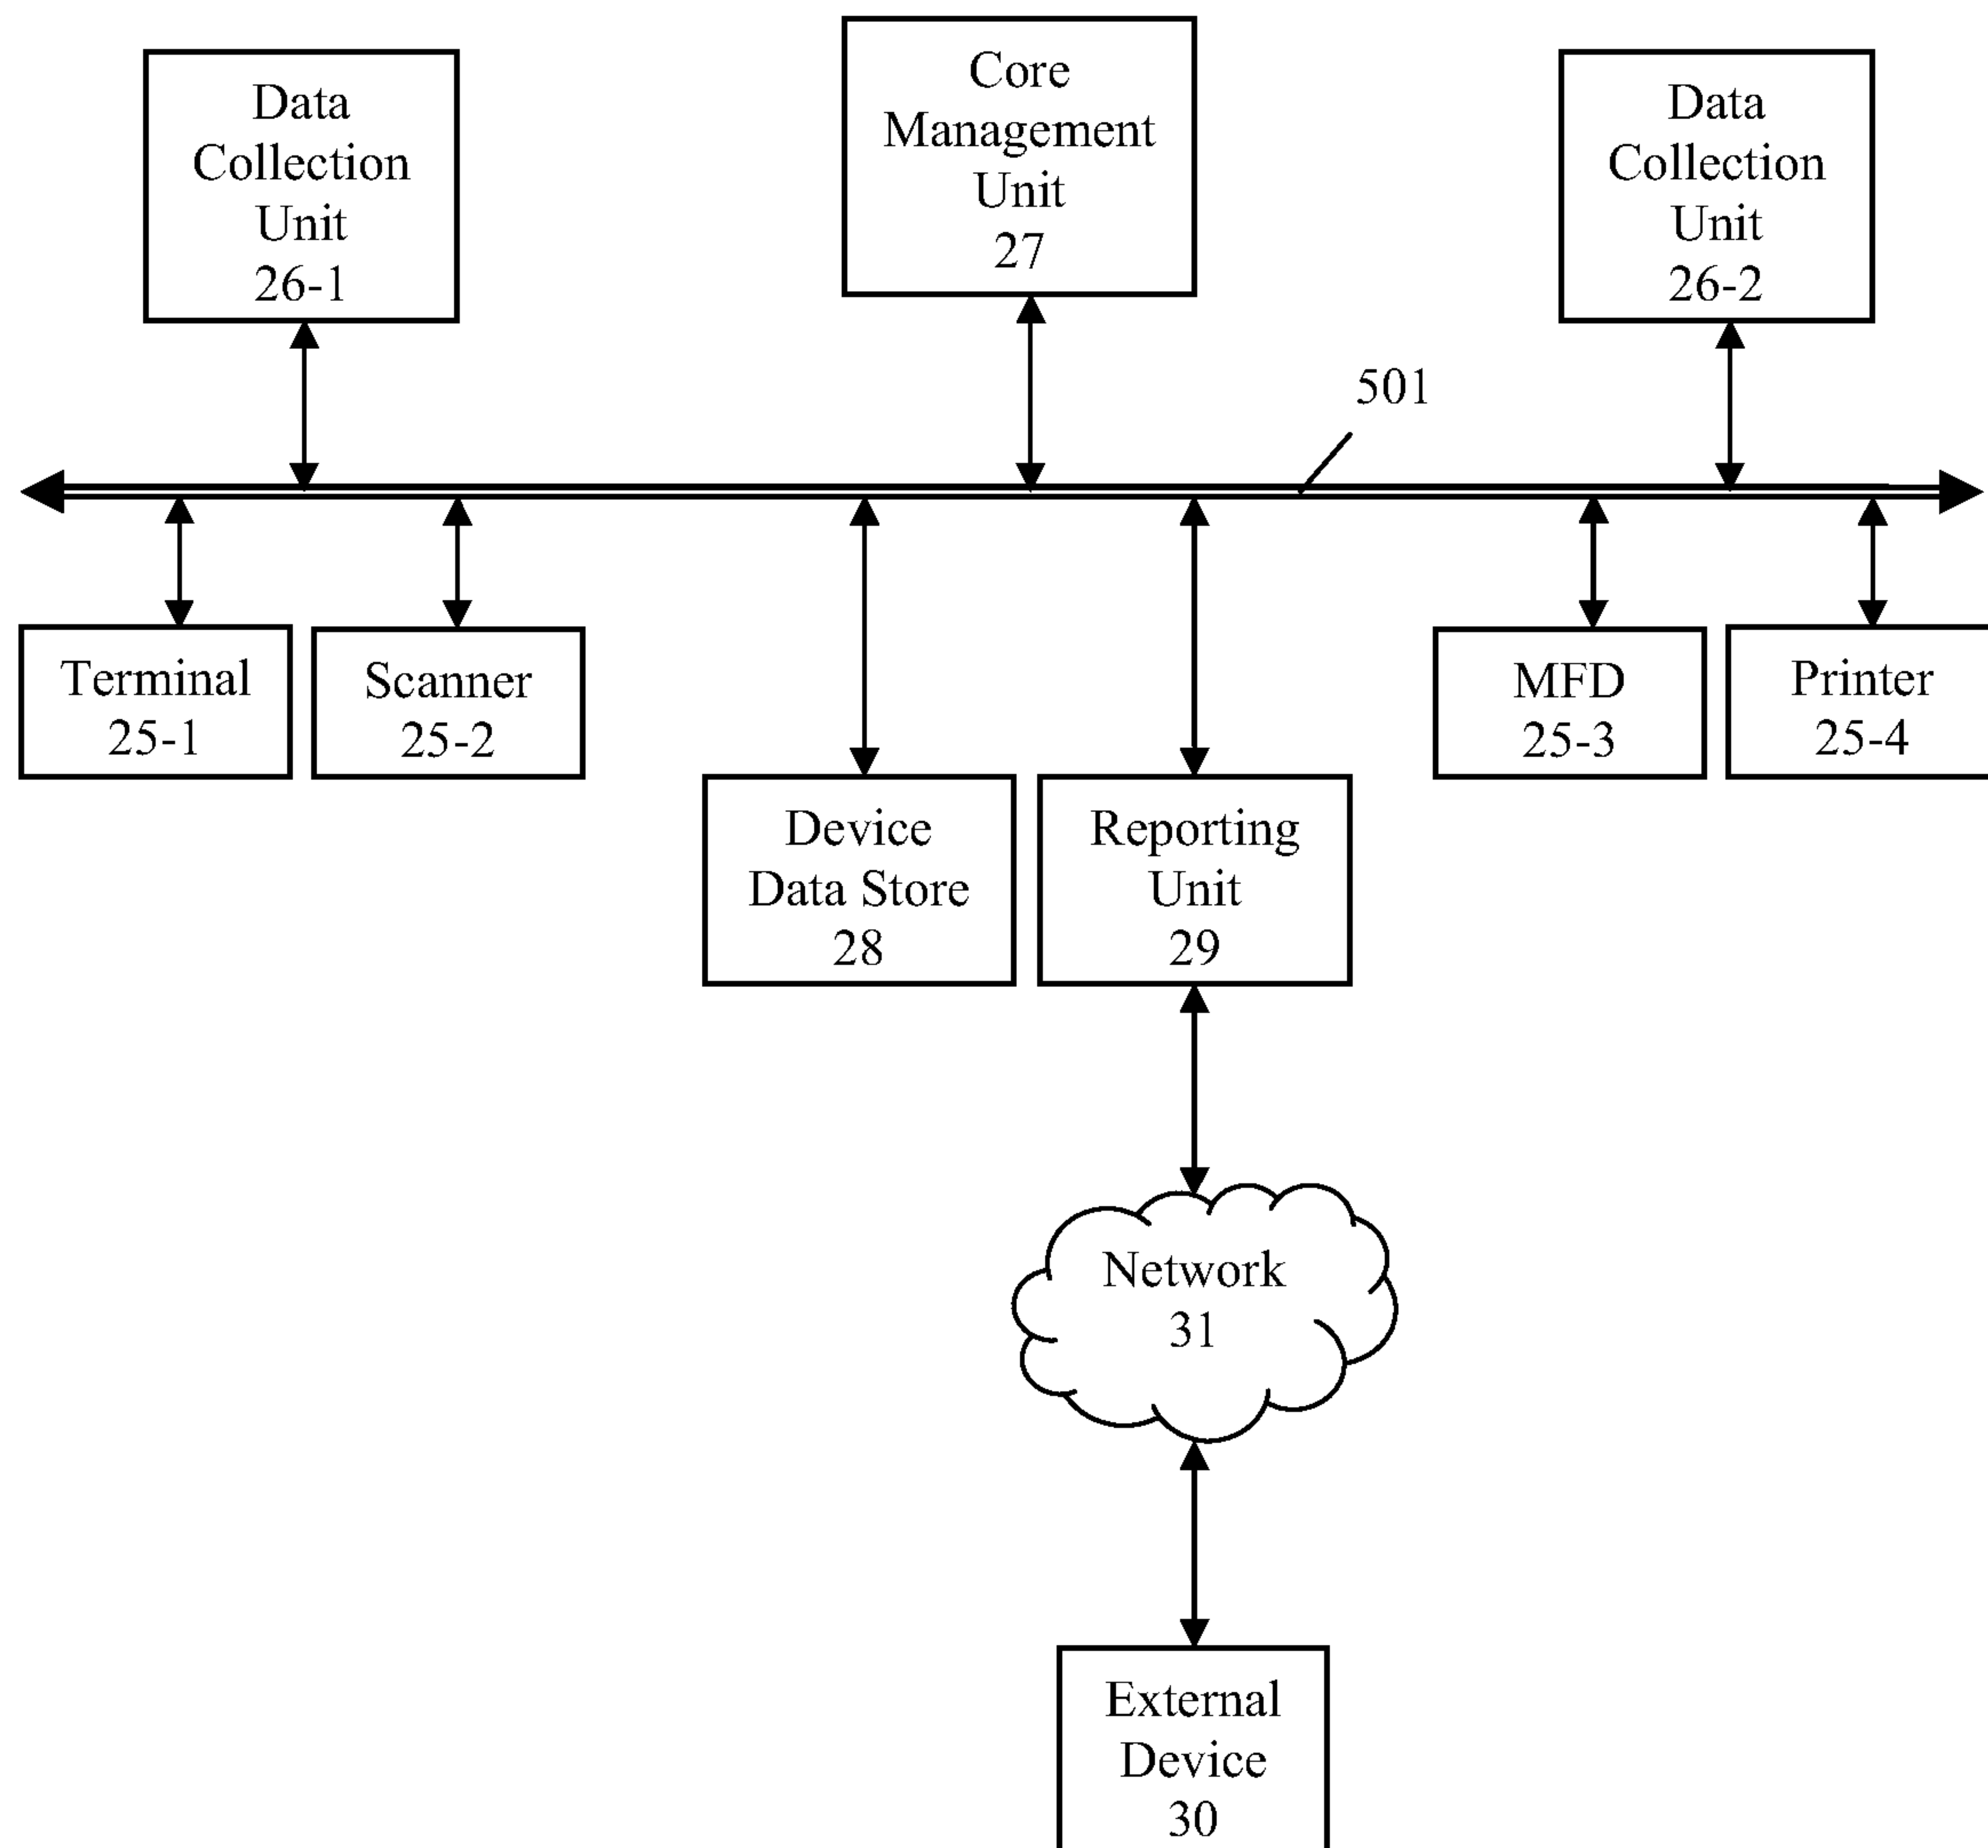 Data
Collection
Unit
26-1
Core
Management
Unit
27
Data
Collection
Unit
26-2
501
Terminal
25-1
Scanner
25-2
MFD
25-3
Printer
25-4
Device
Data Store
28
Reporting
Unit
29
Network
31
External
Device
30